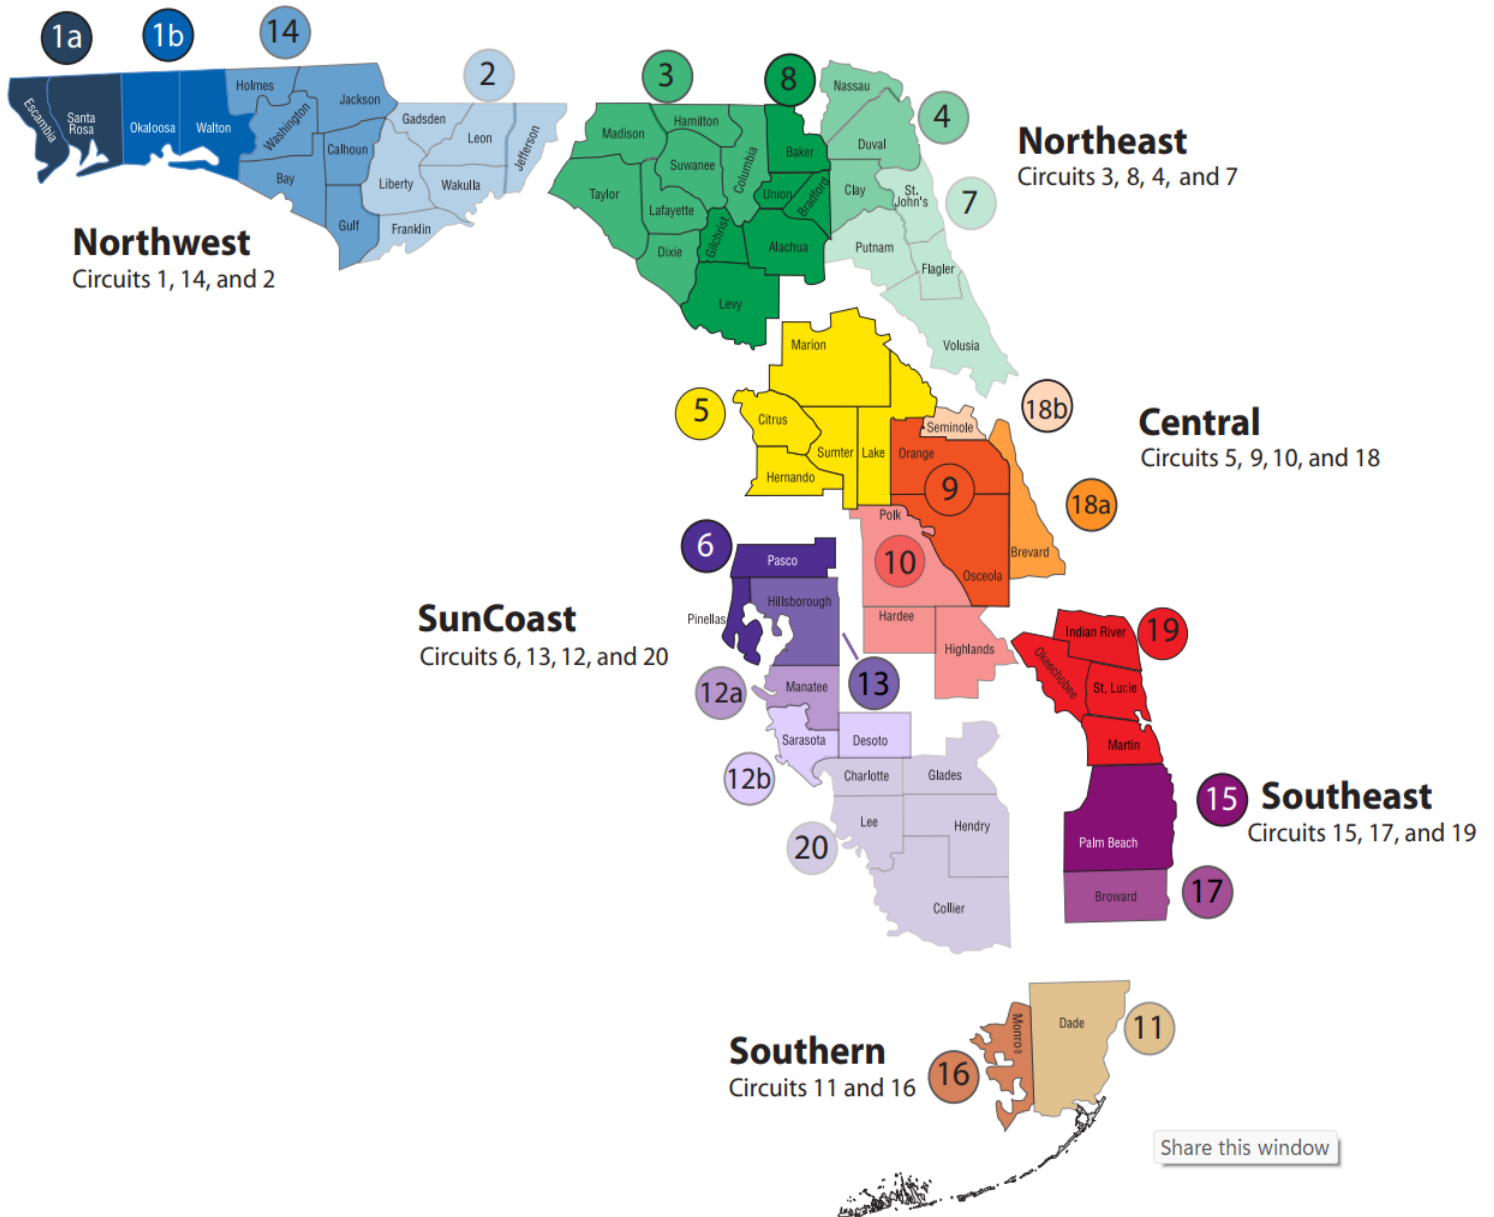 1a
1b
14
2
3
8
4
7
Escambia
Santa
Rosa
Okaloosa
Walton
Holmes
Washington
Jackson
Calhoun
Bay
Gulf
Gadsden
Leon
Jefferson
Liberty
Wakulla
Franklin
Northwest
Circuits 1, 14, and 2
Madison
Hamilton
Suwanee
Columbia
Taylor
Lafayette
Dixie
Baker
Union
Bradford
Gilchrist
Alachua
Levy
Nassau
Duval
Clay
St.
John's
Putnam
Flagler
Volusia
Northeast
Circuits 3, 8, 4, and 7
5
Marion
Citrus
Sumter
Lake
Hernando
18b
Seminole
Orange
9
Osceola
18a
Brevard
Polk
10
Hardee
Highlands
Central
Circuits 5, 9, 10, and 18
6
Pasco
Pinellas
Hillsborough
13
12a
Manatee
12b
Sarasota
Desoto
20
Charlotte
Glades
Lee
Hendry
Collier
SunCoast
Circuits 6, 13, 12, and 20
19
Indian River
Okeechobee
St. Lucie
Martin
15
Palm Beach
17
Broward
Southeast
Circuits 15, 17, and 19
Southern
Circuits 11 and 16
16
Monroe
Dade
11
Share this window